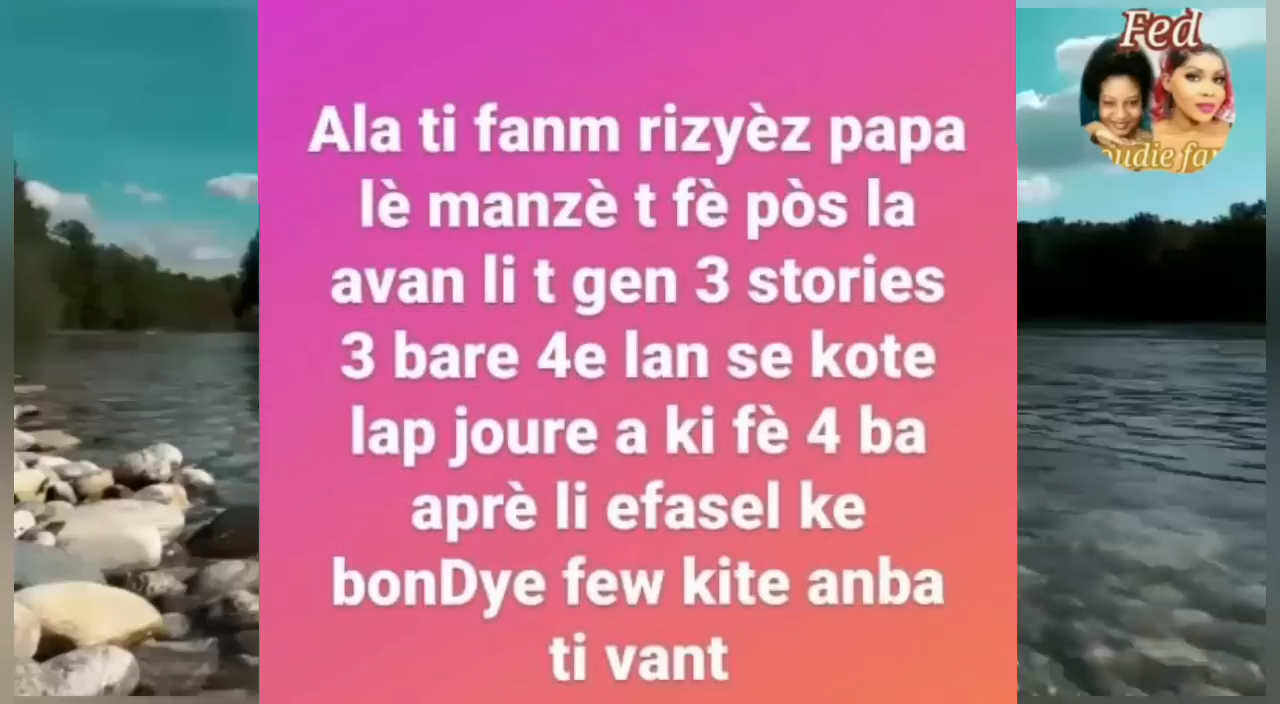 Fed
Ala ti fanm rizyèz papa
lè manzè t fè pòs la
avan li t gen 3 stories
3 bare 4e lan se kote
lap joure a ki fè 4 ba
aprè li efasel ke
bonDye few kite anba
ti vant